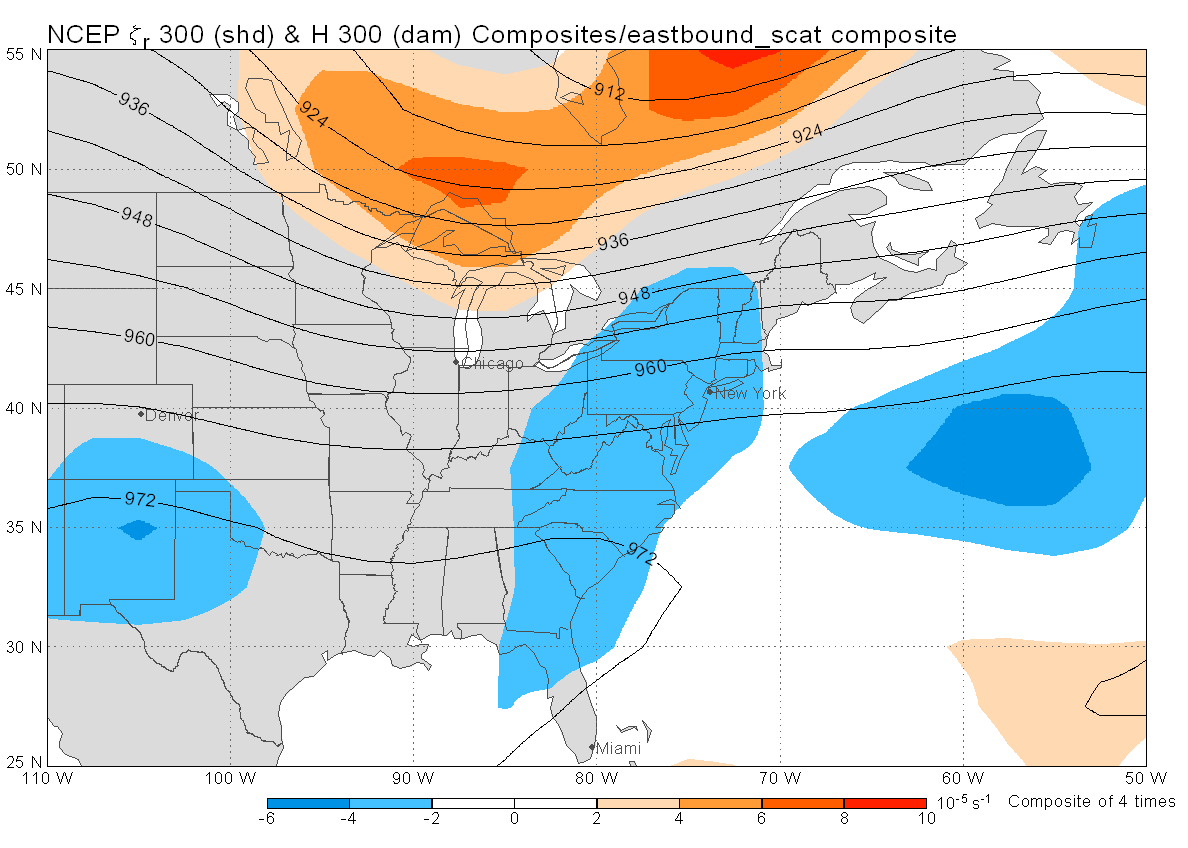 NCEP ζr 300 (shd) & H 300 (dam) Composites/eastbound_scat composite
55 N
912
936
924
924
50 N
948
936
45 N
948
960
960
Chicago
New York
40 N
Denver
972
35 N
972
30 N
Miami
25 N
110 W 100 W 90 W 80 W 70 W 60 W 50 W
10⁻⁵ s⁻¹ Composite of 4 times
-6 -4 -2 0 2 4 6 8 10